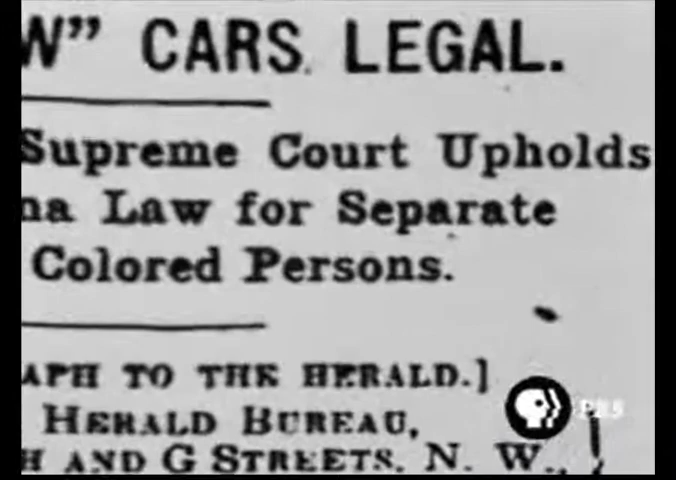 W” CARS. LEGAL.
Supreme Court Upholds
na Law for Separate
Colored Persons.
APH TO THE HERALD.]
HERALD BUREAU,
H AND G STREETS. N. W.,
PBS